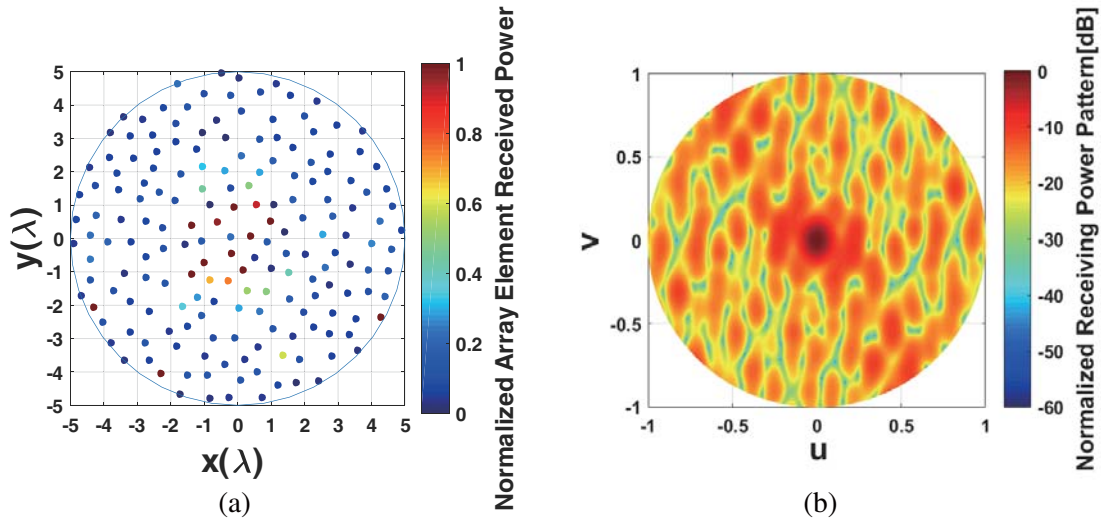 5
4
3
2
1
0
-1
-2
-3
-4
-5
-5 -4 -3 -2 -1 0 1 2 3 4 5
y(λ)
x(λ)
1
0.8
0.6
0.4
0.2
0
Normalized Array Element Received Power
(a)
1
0.5
0
-0.5
-1
-1 -0.5 0 0.5 1
v
u
0
-10
-20
-30
-40
-50
-60
Normalized Receiving Power Pattern[dB]
(b)